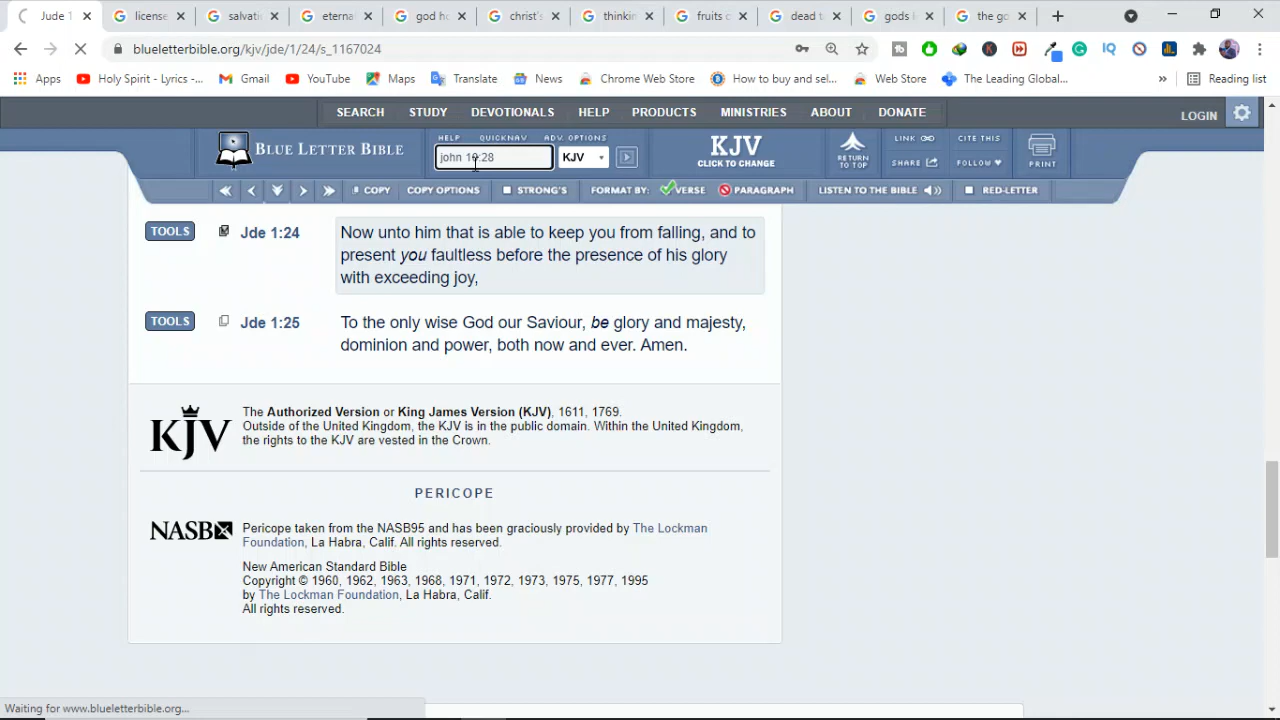 Jude 1
license
salvati
eterna
god h
christ's
thinkin
fruits c
dead t
gods l
the go
blueletterbible.org/kjv/jde/1/24/s_1167024
Apps
Holy Spirit - Lyrics -...
Gmail
YouTube
Maps
Translate
News
Chrome Web Store
How to buy and sel...
Web Store
The Leading Global...
»
Reading list
SEARCH
STUDY
DEVOTIONALS
HELP
PRODUCTS
MINISTRIES
ABOUT
DONATE
LOGIN
BLUE LETTER BIBLE
HELP
QUICKNAV
ADV. OPTIONS
john 10:28
KJV
KJV
CLICK TO CHANGE
RETURN
TO TOP
LINK
CITE THIS
SHARE
FOLLOW
PRINT
COPY
COPY OPTIONS
STRONG'S
FORMAT BY:
VERSE
PARAGRAPH
LISTEN TO THE BIBLE
RED-LETTER
TOOLS
Jde 1:24
Now unto him that is able to keep you from falling, and to
present you faultless before the presence of his glory
with exceeding joy,
TOOLS
Jde 1:25
To the only wise God our Saviour, be glory and majesty,
dominion and power, both now and ever. Amen.
KJV
The Authorized Version or King James Version (KJV), 1611, 1769.
Outside of the United Kingdom, the KJV is in the public domain. Within the United Kingdom,
the rights to the KJV are vested in the Crown.
PERICOPE
NASB
Pericope taken from the NASB95 and has been graciously provided by The Lockman
Foundation, La Habra, Calif. All rights reserved.
New American Standard Bible
Copyright © 1960, 1962, 1963, 1968, 1971, 1972, 1973, 1975, 1977, 1995
by The Lockman Foundation, La Habra, Calif.
All rights reserved.
Waiting for www.blueletterbible.org...